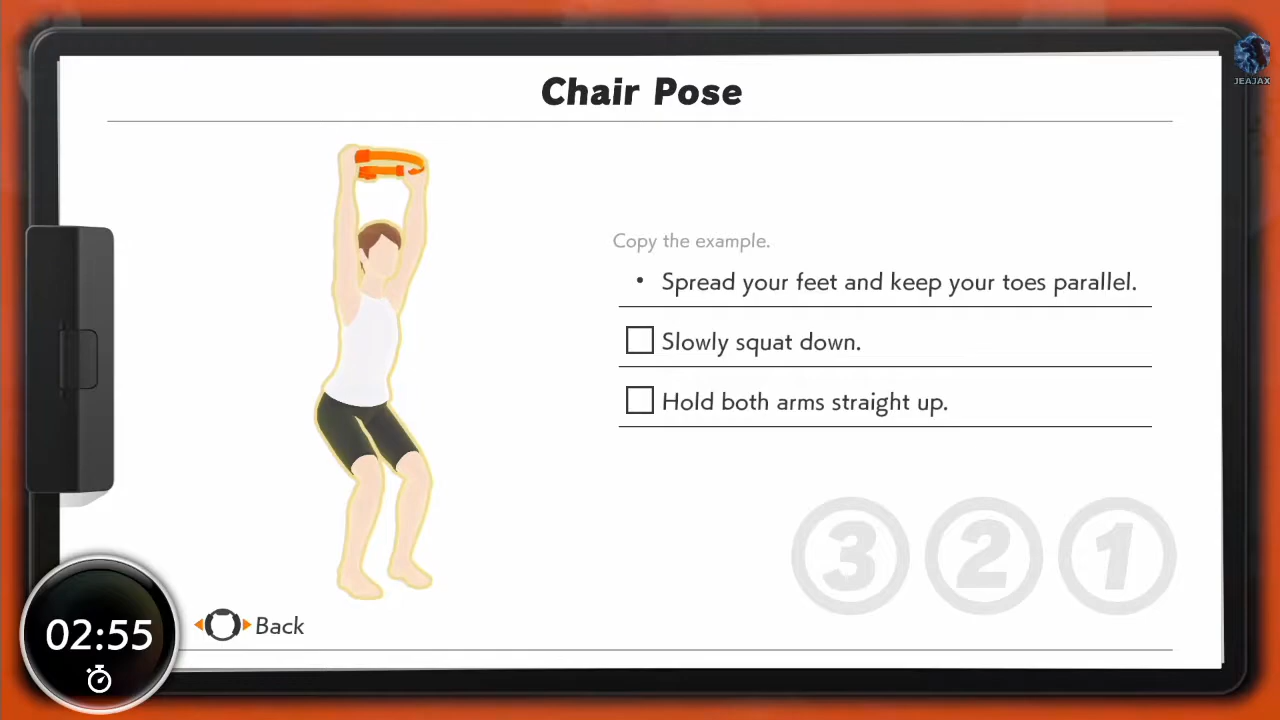 JEAJAX
Chair Pose
Copy the example.
• Spread your feet and keep your toes parallel.
Slowly squat down.
Hold both arms straight up.
3 2 1
Back
02:55